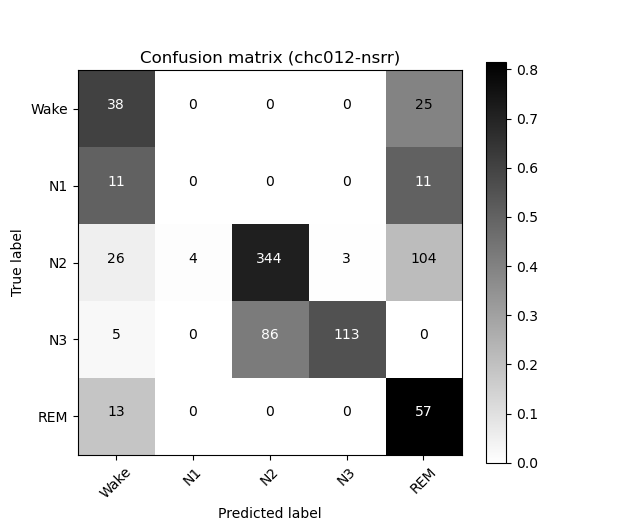 Confusion matrix (chc012-nsrr)
True label
Wake 38 0 0 0 25
N1 11 0 0 0 11
N2 26 4 344 3 104
N3 5 0 86 113 0
REM 13 0 0 0 57
Wake N1 N2 N3 REM
Predicted label
0.8
0.7
0.6
0.5
0.4
0.3
0.2
0.1
0.0